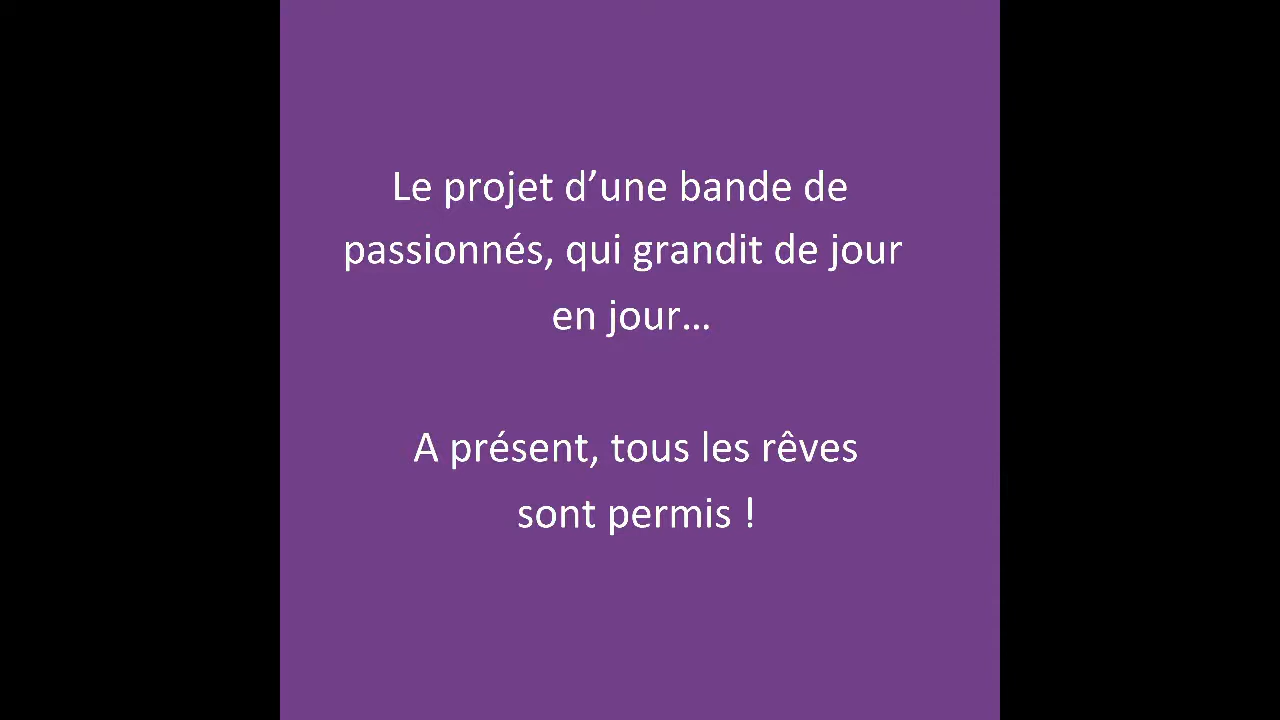 Le projet d’une bande de
passionnés, qui grandit de jour
en jour…
A présent, tous les rêves
sont permis !